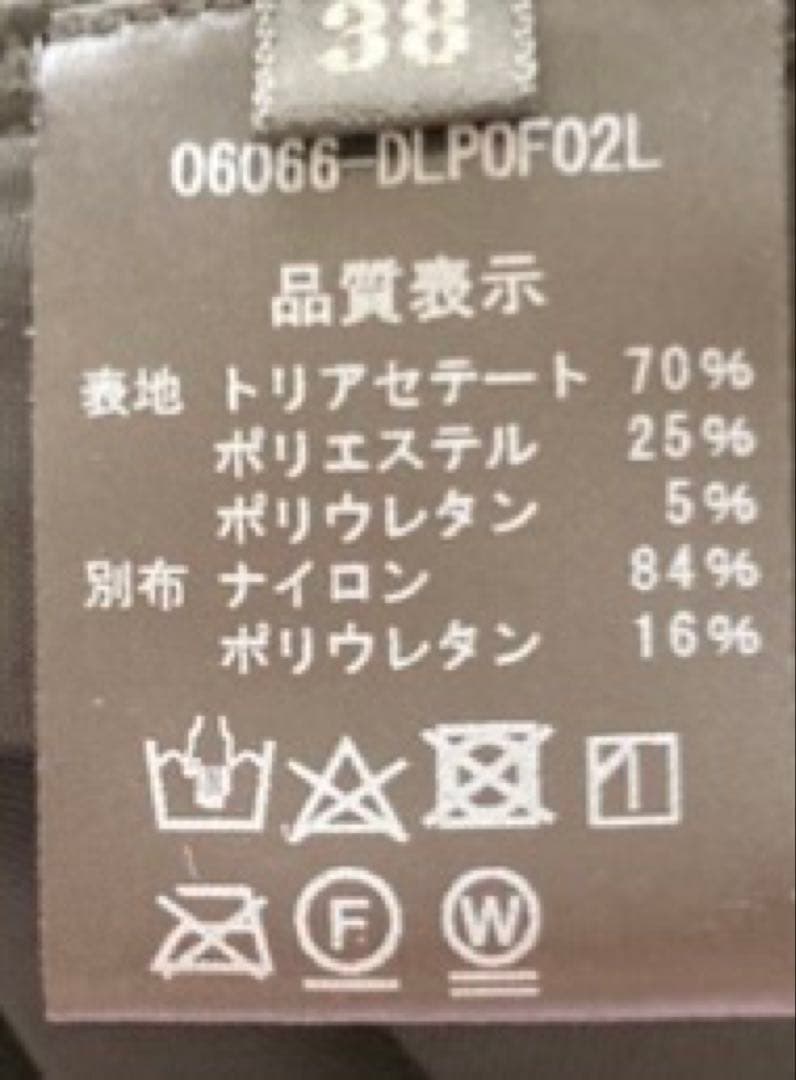 38
06066-DLP0F02L
品質表示
表地 トリアセテート 70%
ポリエステル 25%
ポリウレタン 5%
別布 ナイロン 84%
ポリウレタン 16%
F W